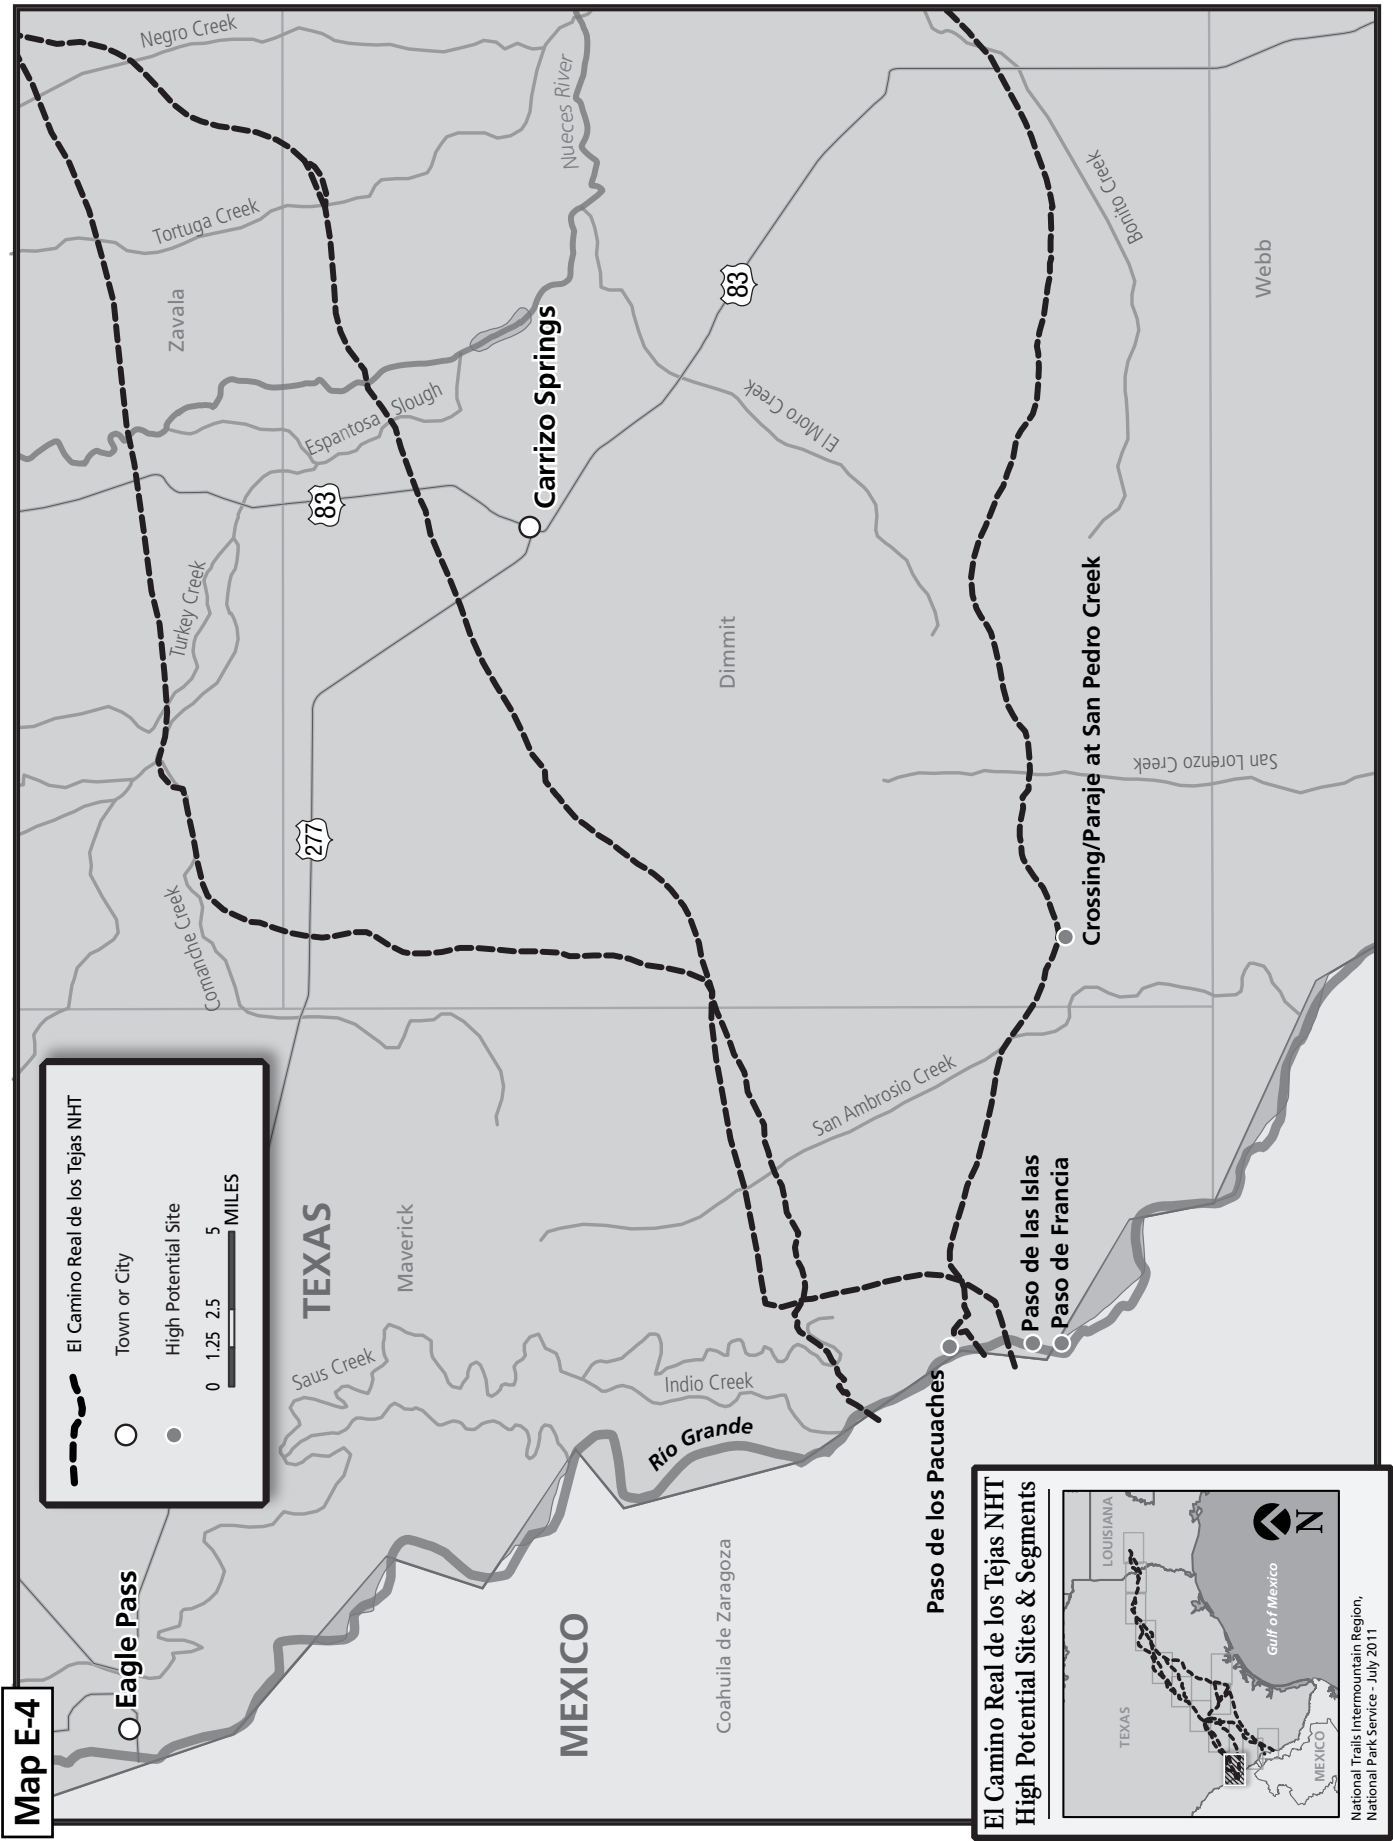 Map E-4
El Camino Real de los Tejas NHT
Town or City
High Potential Site
0 1.25 2.5 5
MILES
Eagle Pass
TEXAS
Maverick
Zavala
Dimmit
Webb
MEXICO
Coahuila de Zaragoza
Negro Creek
Tortuga Creek
Nueces River
Turkey Creek
Espantosa Slough
Comanche Creek
83
277
Carrizo Springs
83
El Moro Creek
Bonito Creek
San Lorenzo Creek
San Ambrosio Creek
Saus Creek
Indio Creek
Rio Grande
Crossing/Paraje at San Pedro Creek
Paso de las Islas
Paso de Francia
Paso de los Pacuaches
El Camino Real de los Tejas NHT
High Potential Sites & Segments
TEXAS
LOUISIANA
MEXICO
Gulf of Mexico
N
National Trails Intermountain Region,
National Park Service - July 2011